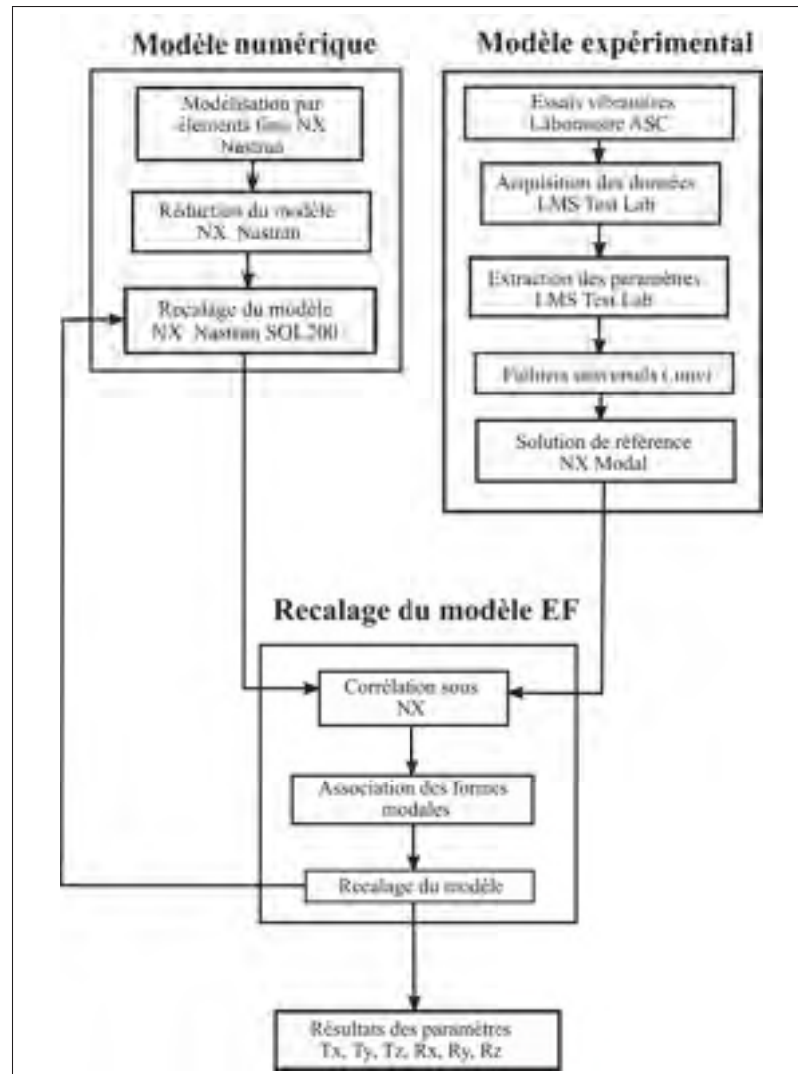 Modèle numérique
Modélisation par
éléments finis NX
Nastran
Réduction du modèle
NX Nastran
Recalage du modèle
NX Nastran SOL200
Modèle expérimental
Essais vibratoires
Laboratoire ASC
Acquisition des données
LMS Test Lab
Extraction des paramètres
LMS Test Lab
Fichiers universels (.unv)
Solution de référence
NX Modal
Recalage du modèle EF
Corrélation sous
NX
Association des formes
modales
Recalage du modèle
Résultats des paramètres
Tx, Ty, Tz, Rx, Ry, Rz